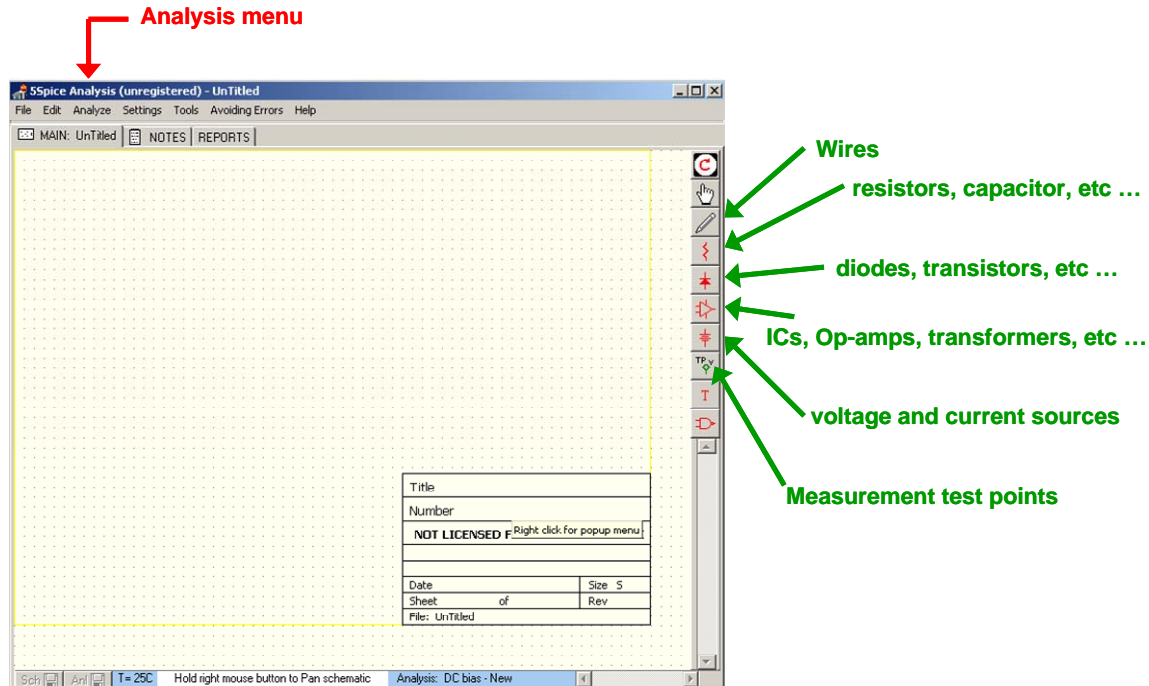 Analysis menu
5Spice Analysis (unregistered) - UnTitled
File Edit Analyze Settings Tools Avoiding Errors Help
MAIN: UnTitled NOTES REPORTS
Wires
resistors, capacitor, etc …
diodes, transistors, etc …
ICs, Op-amps, transformers, etc …
TP V
T
voltage and current sources
Measurement test points
Title
Number
NOT LICENSED F
Right click for popup menu
Date Size S
Sheet of Rev
File: UnTitled
Sch Anl T= 25C Hold right mouse button to Pan schematic Analysis: DC bias - New